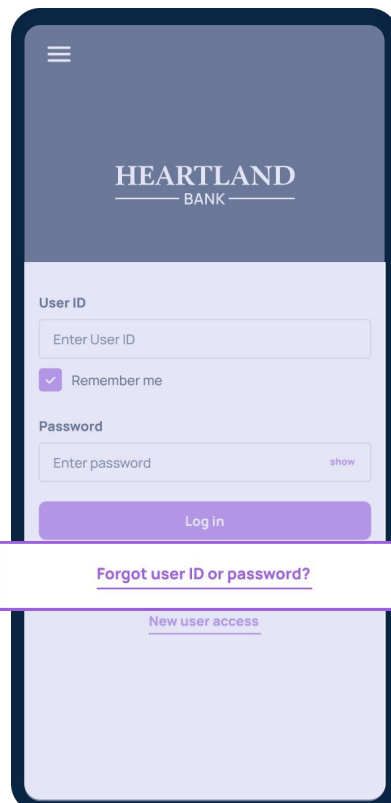 HEARTLAND
BANK
User ID
Enter User ID
Remember me
Password
Enter password show
Log in
Forgot user ID or password?
New user access